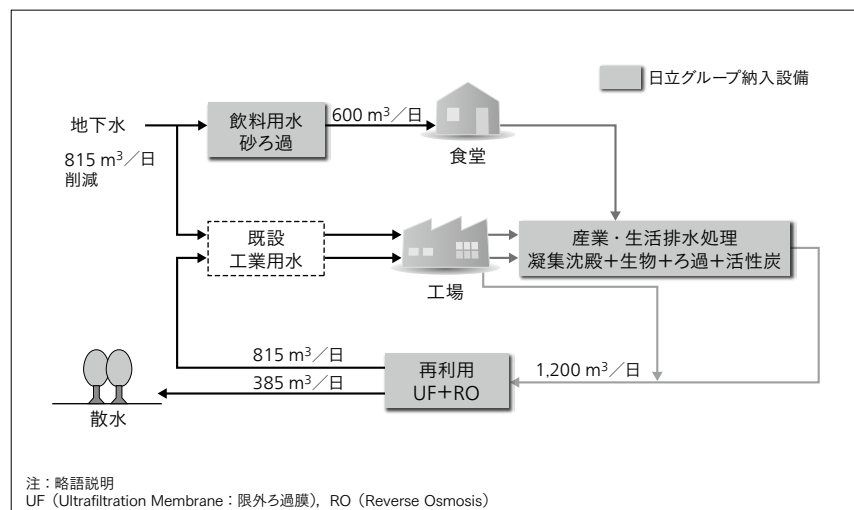 日立グループ納入設備
地下水
815 m³／日
削減
飲料用水
砂ろ過
600 m³／日
食堂
既設
工業用水
工場
産業・生活排水処理
凝集沈殿＋生物＋ろ過＋活性炭
815 m³／日
385 m³／日
再利用
UF+RO
1,200 m³／日
散水
注：略語説明
UF（Ultrafiltration Membrane：限外ろ過膜），RO（Reverse Osmosis）